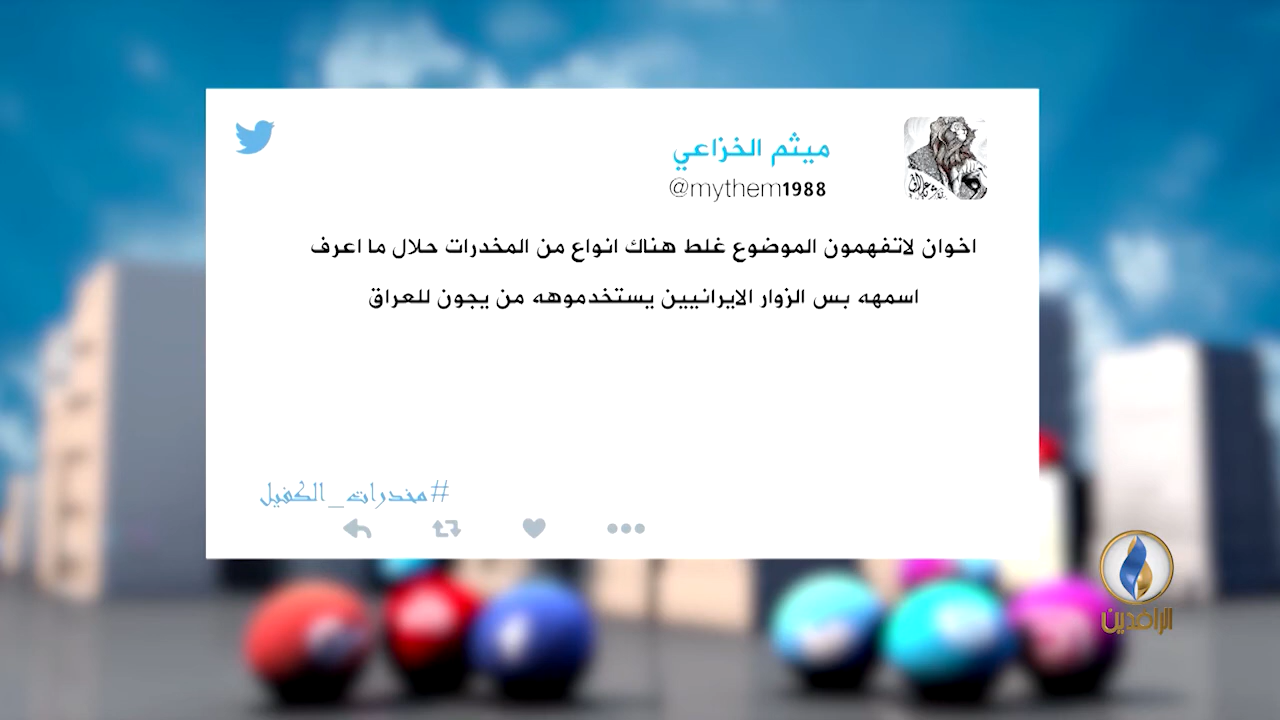 ميثم الخزاعي
@mythem1988
اخوان لاتفهمون الموضوع غلط هناك انواع من المخدرات حلال ما اعرف
اسمهه بس الزوار الايرانيين يستخدموهه من يجون للعراق
#مخدرات_الكفيل
الرافدين